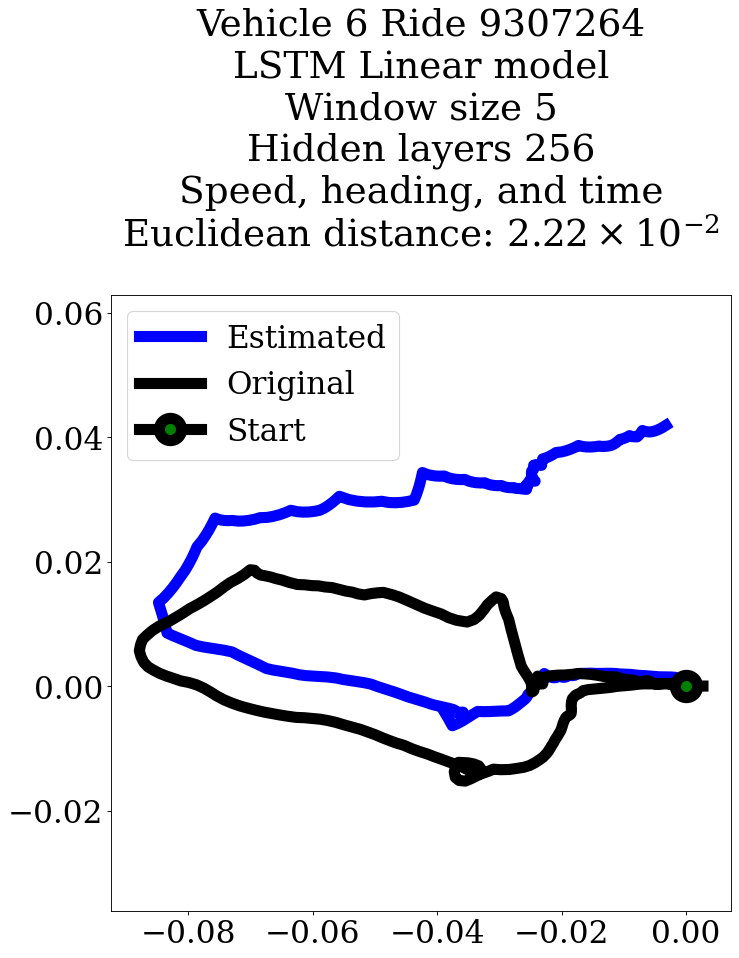 Vehicle 6 Ride 9307264
LSTM Linear model
Window size 5
Hidden layers 256
Speed, heading, and time
Euclidean distance: 2.22 × 10⁻²
Estimated
Original
Start
0.06
0.04
0.02
0.00
−0.02
−0.08 −0.06 −0.04 −0.02 0.00